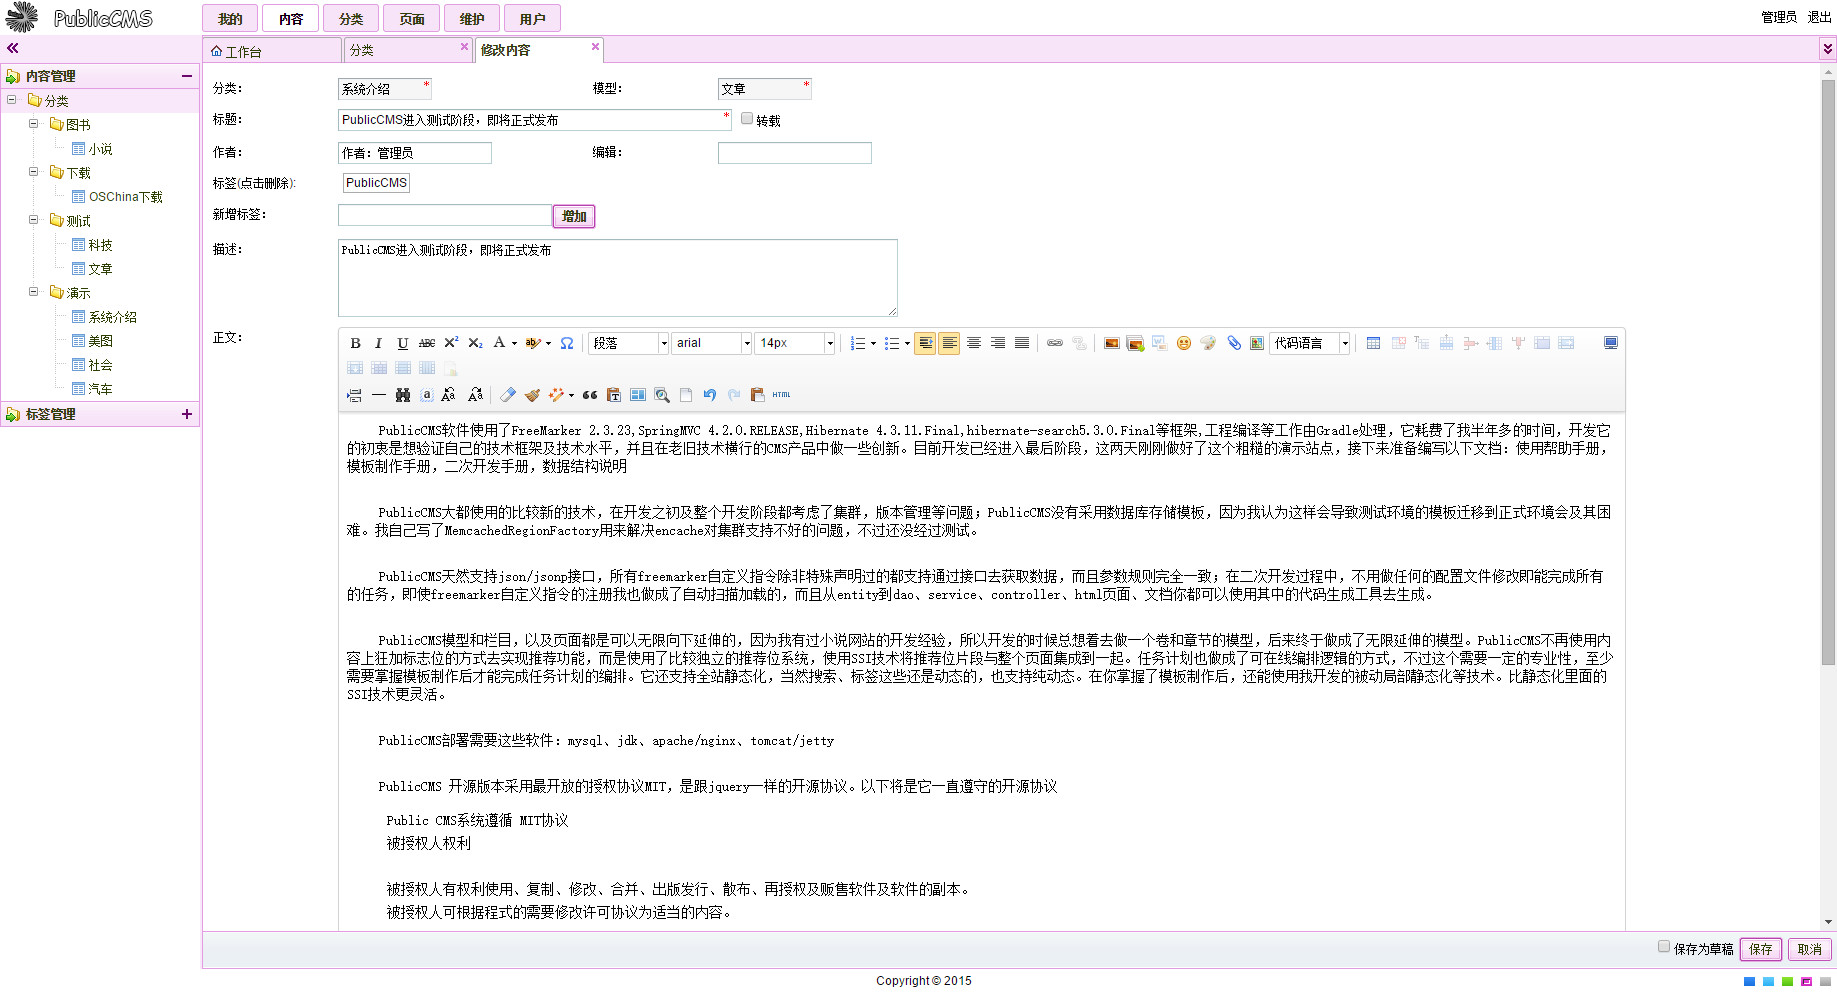 PublicCMS
我的 内容 分类 页面 维护 用户
管理员 退出
工作台 分类 修改内容
内容管理
分类
图书
小说
下载
OSChina下载
测试
科技
文章
演示
系统介绍
美图
社会
汽车
标签管理
分类： 系统介绍 * 模型： 文章 *
标题： PublicCMS进入测试阶段，即将正式发布 * 转载
作者： 作者：管理员 编辑：
标签(点击删除)： PublicCMS
新增标签： 增加
描述： PublicCMS进入测试阶段，即将正式发布
正文：
B I U ABC X² X₂ A ab Ω 段落 arial 14px 代码语言
HTML
PublicCMS软件使用了FreeMarker 2.3.23,SpringMVC 4.2.0.RELEASE,Hibernate 4.3.11.Final,hibernate-search5.3.0.Final等框架,工程编译等工作由Gradle处理，它耗费了我半年多的时间，开发它
的初衷是想验证自己的技术框架及技术水平，并且在老旧技术横行的CMS产品中做一些创新。目前开发已经进入最后阶段，这两天刚刚做好了这个粗糙的演示站点，接下来准备编写以下文档：使用帮助手册，
模板制作手册，二次开发手册，数据结构说明
PublicCMS大都使用的比较新的技术，在开发之初及整个开发阶段都考虑了集群，版本管理等问题；PublicCMS没有采用数据库存储模板，因为我认为这样会导致测试环境的模板迁移到正式环境会及其困
难。我自己写了MemcachedRegionFactory用来解决encache对集群支持不好的问题，不过还没经过测试。
PublicCMS天然支持json/jsonp接口，所有freemarker自定义指令除非特殊声明过的都支持通过接口去获取数据，而且参数规则完全一致；在二次开发过程中，不用做任何的配置文件修改即能完成所有
的任务，即使freemarker自定义指令的注册我也做成了自动扫描加载的，而且从entity到dao、service、controller、html页面、文档你都可以使用其中的代码生成工具去生成。
PublicCMS模型和栏目，以及页面都是可以无限向下延伸的，因为我有过小说网站的开发经验，所以开发的时候总想着去做一个卷和章节的模型，后来终于做成了无限延伸的模型。PublicCMS不再使用内
容上狂加标志位的方式去实现推荐功能，而是使用了比较独立的推荐位系统，使用SSI技术将推荐位片段与整个页面集成到一起。任务计划也做成了可在线编排逻辑的方式，不过这个需要一定的专业性，至少
需要掌握模板制作后才能完成任务计划的编排。它还支持全站静态化，当然搜索、标签这些还是动态的，也支持纯动态。在你掌握了模板制作后，还能使用我开发的被动局部静态化等技术。比静态化里面的
SSI技术更灵活。
PublicCMS部署需要这些软件：mysql、jdk、apache/nginx、tomcat/jetty
PublicCMS 开源版本采用最开放的授权协议MIT，是跟jquery一样的开源协议。以下将是它一直遵守的开源协议
Public CMS系统遵循 MIT协议
被授权人权利
被授权人有权利使用、复制、修改、合并、出版发行、散布、再授权及贩售软件及软件的副本。
被授权人可根据程式的需要修改许可协议为适当的内容。
保存为草稿 保存 取消
Copyright © 2015